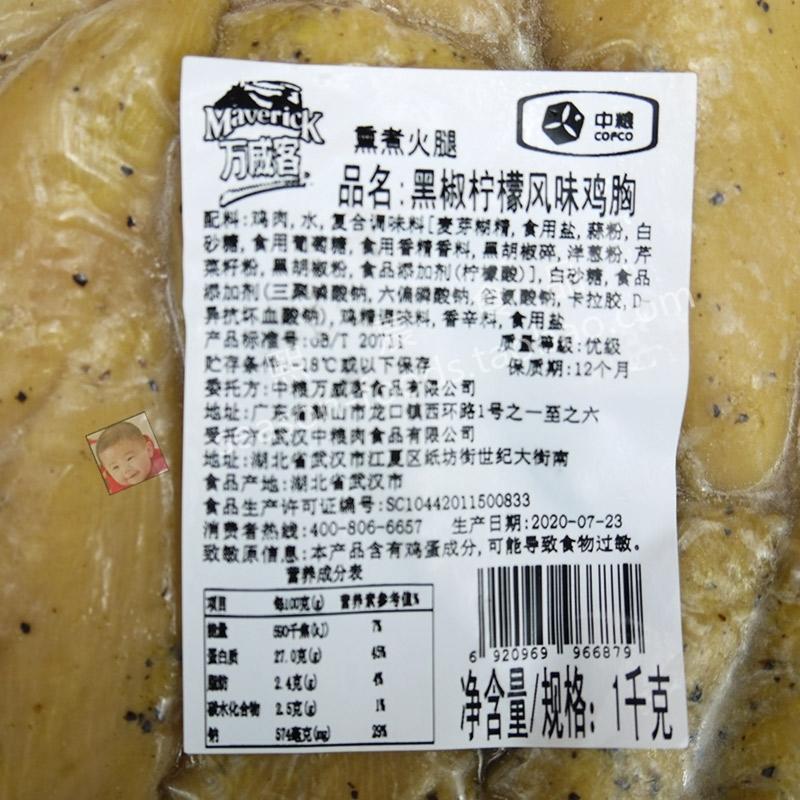 Maverick
万威客
中粮
COFCO
熏煮火腿
品名:黑椒柠檬风味鸡胸
配料:鸡肉,水,复合调味料[麦芽糊精,食用盐,蒜粉,白
砂糖,食用葡萄糖,食用香精香料,黑胡椒碎,洋葱粉,芹
菜籽粉,黑胡椒粉,食品添加剂(柠檬酸)],白砂糖,食品
添加剂(三聚磷酸钠,六偏磷酸钠,谷氨酸钠,卡拉胶,D-
异抗坏血酸钠),鸡精调味料,香辛料,食用盐
产品标准号:GB/T 20711 质量等级:优级
贮存条件:-18℃或以下保存 保质期:12个月
委托方:中粮万威客食品有限公司
地址:广东省鹤山市龙口镇西环路1号之一至之六
受托方:武汉中粮肉食品有限公司
地址:湖北省武汉市江夏区纸坊街世纪大街南
食品产地:湖北省武汉市
食品生产许可证编号:SC10442011500833
消费者热线:400-806-6657 生产日期:2020-07-23
致敏原信息:本产品含有鸡蛋成分,可能导致食物过敏。
营养成分表
项目 每100克(g) 营养素参考值%
能量 590千焦(kJ) 7%
蛋白质 27.0克(g) 45%
脂肪 2.4克(g) 4%
碳水化合物 2.5克(g) 1%
钠 574毫克(mg) 29%
6 920969 966879
净含量/规格: 1千克